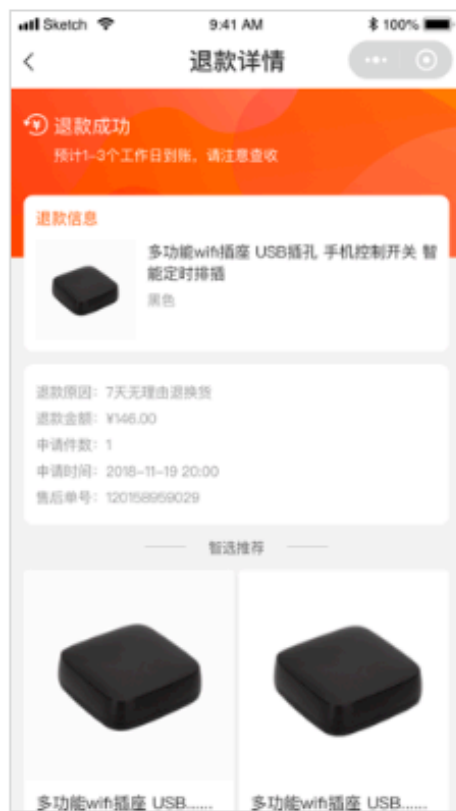 Sketch 9:41 AM 100%
退款详情
退款成功
预计1-3个工作日到账，请注意查收
退款信息
多功能wifi插座 USB插孔 手机控制开关 智
能定时排插
黑色
退款原因：7天无理由退换货
退款金额：¥146.00
申请件数：1
申请时间：2018-11-19 20:00
售后单号：120158959029
智选推荐
多功能wifi插座 USB......
多功能wifi插座 USB......